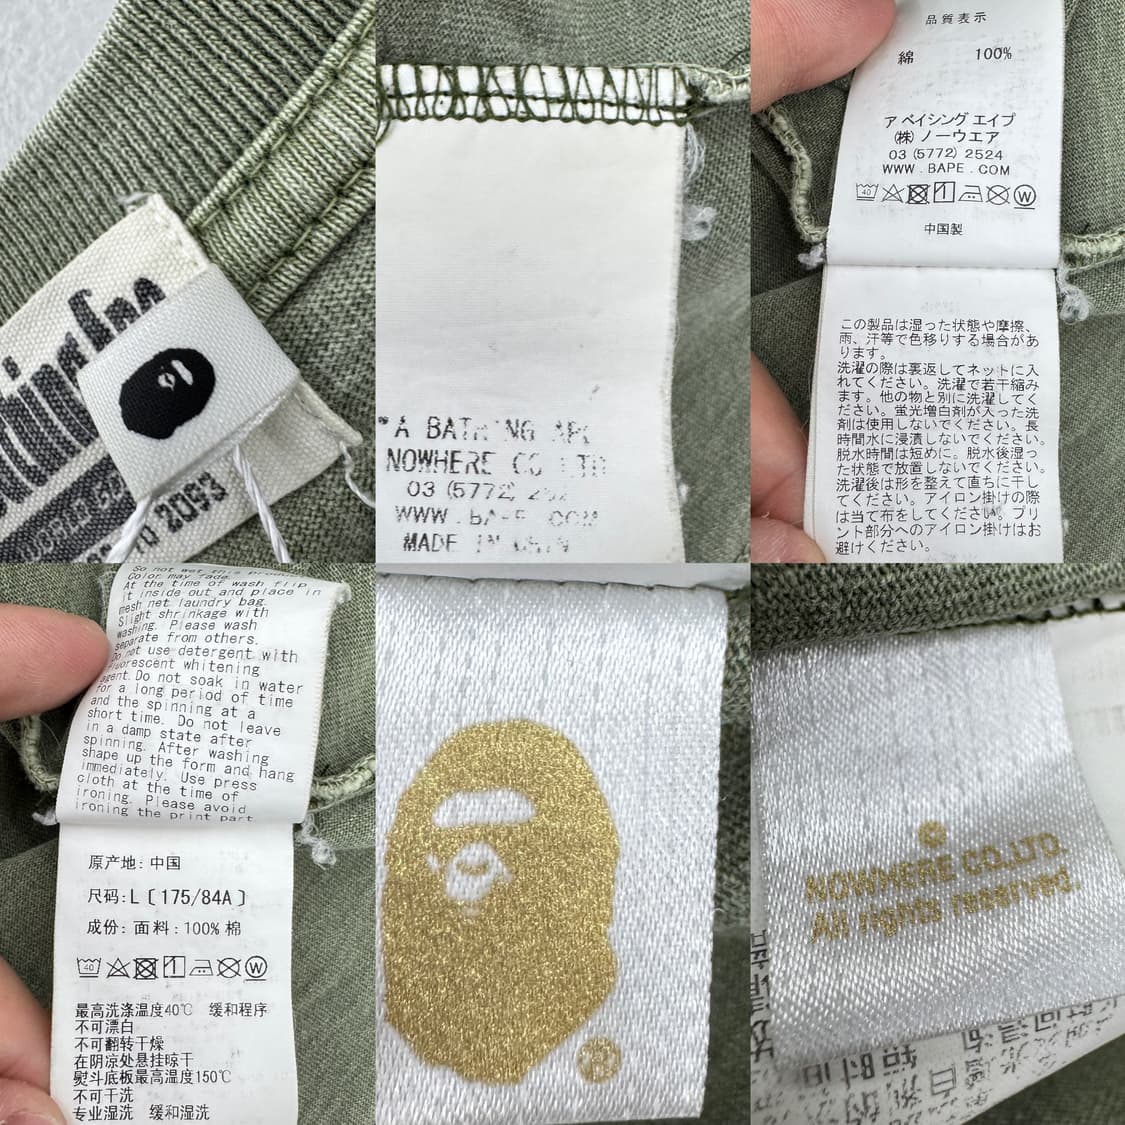 TO 2093
"A BATHING APE
NOWHERE CO LTD
03 (5772)
WWW.BAPE.COM
MADE IN
品質表示
綿 100%
ア ベイシング エイプ
(株) ノーウエア
03 (5772) 2524
WWW.BAPE.COM
40 1 W
中国製
この製品は湿った状態や摩擦、
雨、汗等で色移りする場合があ
ります。
洗濯の際は裏返してネットに入
れてください。洗濯で若干縮み
ます。他の物と別に洗濯してく
ださい。蛍光増白剤が入った洗
剤は使用しないでください。長
時間水に浸漬しないでください。
脱水時間は短めに。脱水後湿っ
た状態で放置しないでください。
洗濯後は形を整えて直ちに干し
てください。アイロン掛けの際
は当て布をしてください。プリ
ント部分へのアイロン掛けはお
避けください。
So not wet this
Color may fade.
At the time of wash flip
it inside out and place in
mesh net laundry bag.
Slight shrinkage with
washing. Please wash
separate from others.
Do not use detergent with
fluorescent whitening
agent.Do not soak in water
for a long period of time
and the spinning at a
short time. Do not leave
in a damp state after
spinning. After washing
shape up the form and hang
immediately. Use press
cloth at the time of
ironing. Please avoid
ironing the print part.
原产地: 中国
尺码: L〔175/84A〕
成份: 面料: 100% 棉
40 1 W
最高洗涤温度40℃ 缓和程序
不可漂白
不可翻转干燥
在阴凉处悬挂晾干
熨斗底板最高温度150℃
不可干洗
专业湿洗 缓和湿洗
®
©
NOWHERE CO.LTD.
All rights reserved.